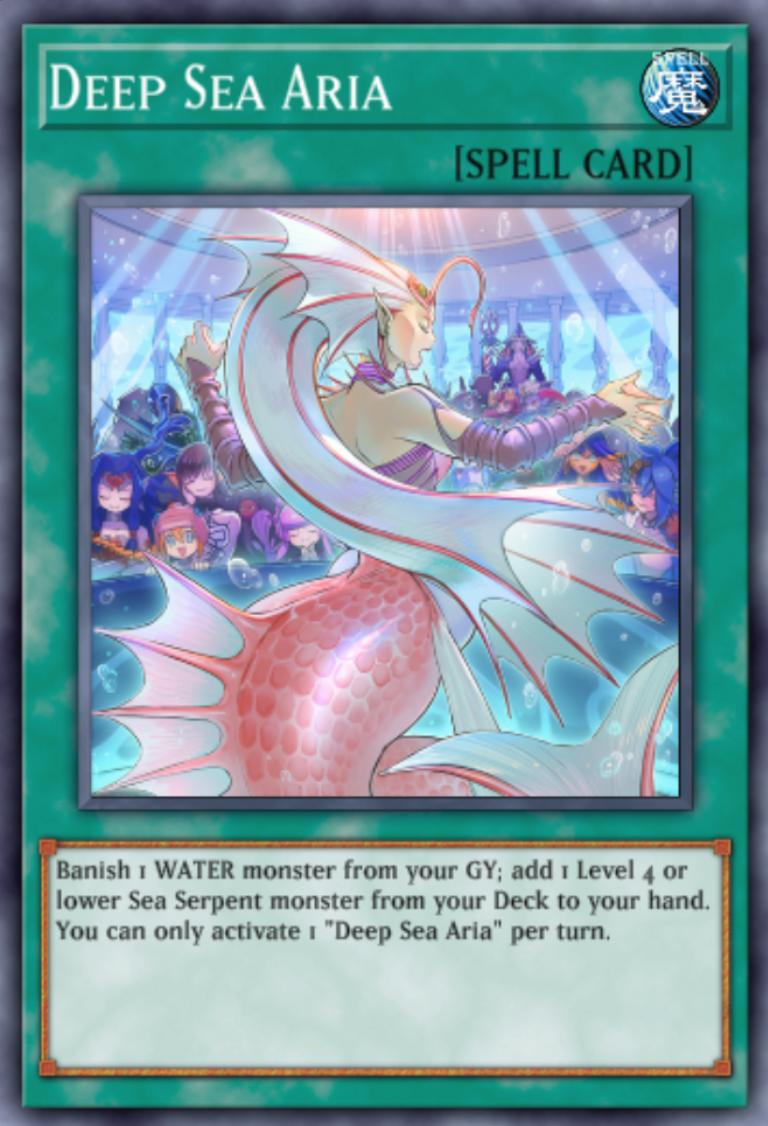 Deep Sea Aria
SPELL
魔
[SPELL CARD]
Banish 1 WATER monster from your GY; add 1 Level 4 or
lower Sea Serpent monster from your Deck to your hand.
You can only activate 1 "Deep Sea Aria" per turn.